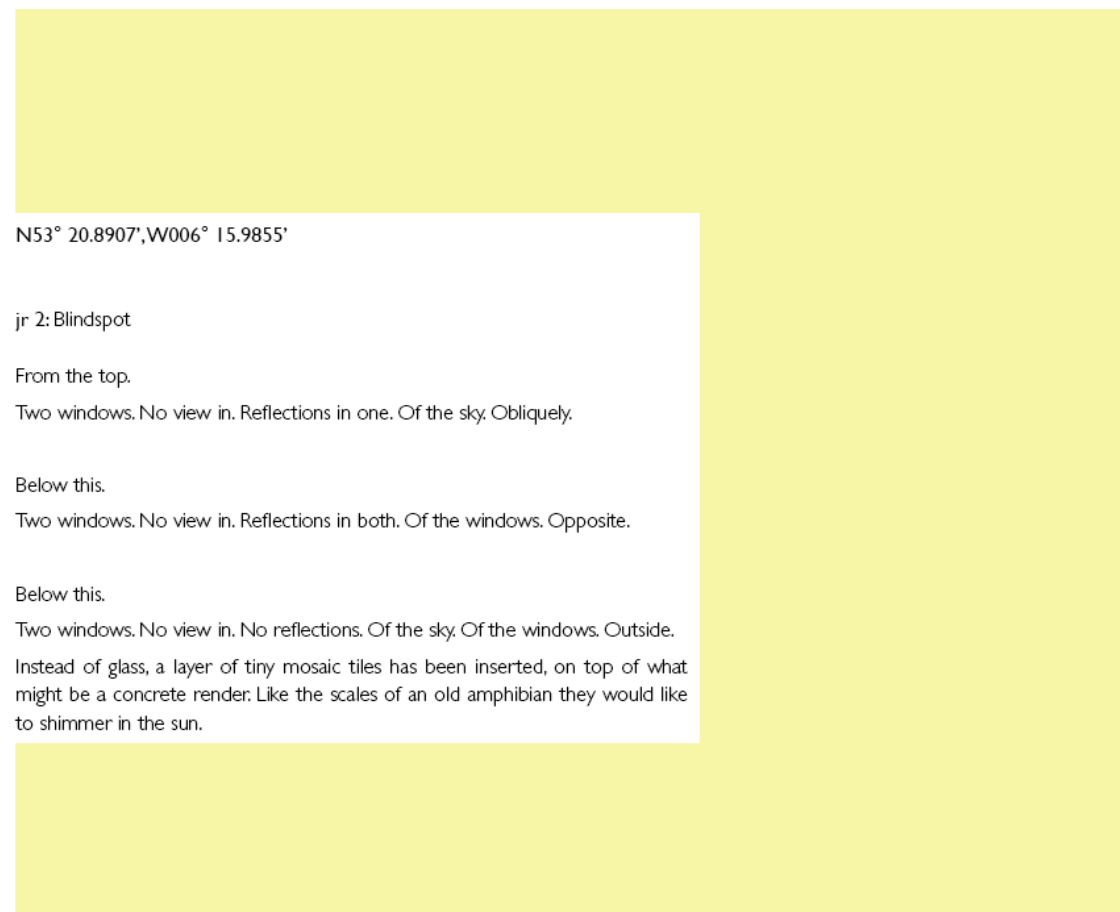 N53° 20.8907’, W006° 15.9855’
jr 2: Blindspot
From the top.
Two windows. No view in. Reflections in one. Of the sky. Obliquely.
Below this.
Two windows. No view in. Reflections in both. Of the windows. Opposite.
Below this.
Two windows. No view in. No reflections. Of the sky. Of the windows. Outside.
Instead of glass, a layer of tiny mosaic tiles has been inserted, on top of what
might be a concrete render. Like the scales of an old amphibian they would like
to shimmer in the sun.